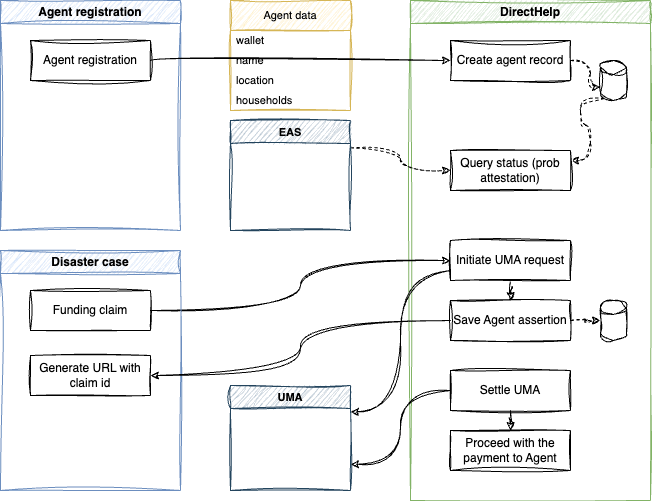 Agent registration
Agent registration
Agent data
wallet
name
location
households
EAS
DirectHelp
Create agent record
Query status (prob
attestation)
Disaster case
Funding claim
Generate URL with
claim id
UMA
Initiate UMA request
Save Agent assertion
Settle UMA
Proceed with the
payment to Agent